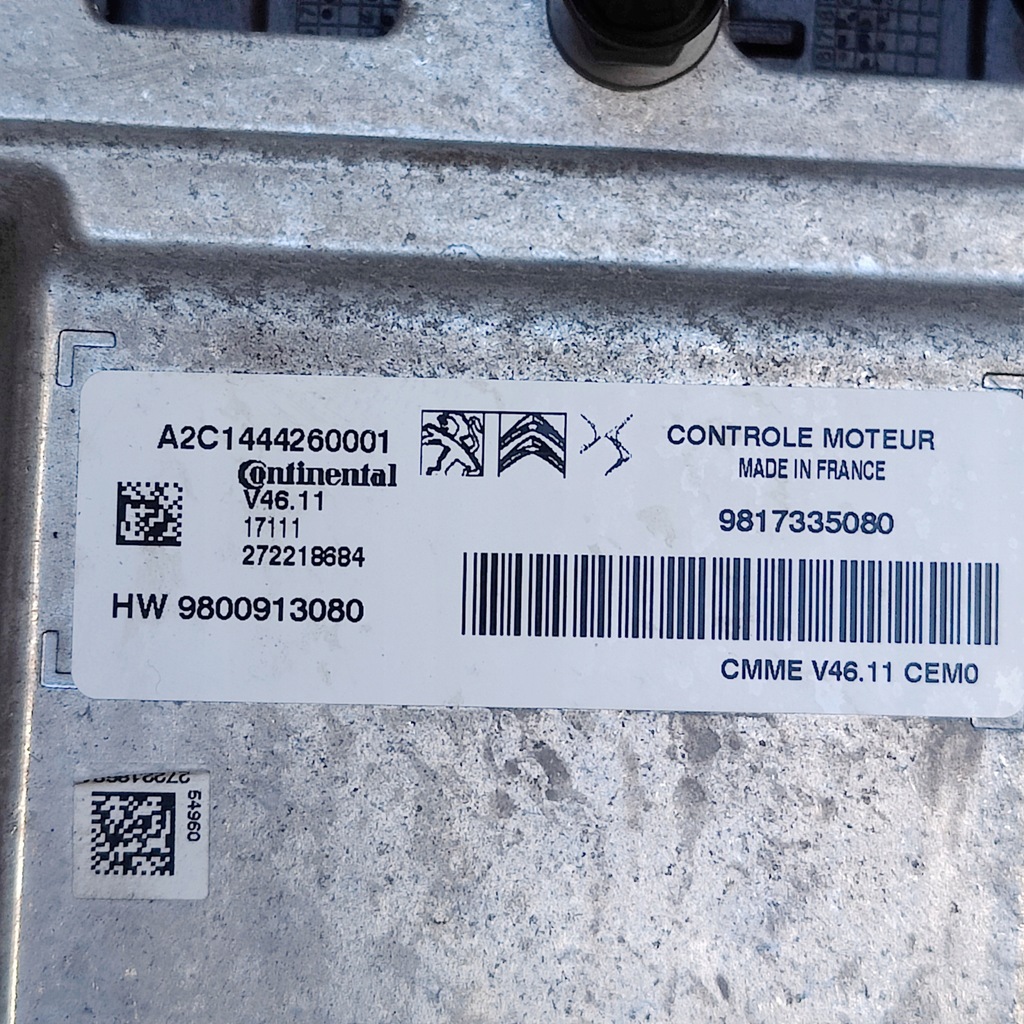 A2C1444260001
Continental
V46.11
17111
272218684
HW 9800913080
CONTROLE MOTEUR
MADE IN FRANCE
9817335080
CMME V46.11 CEM0
54960